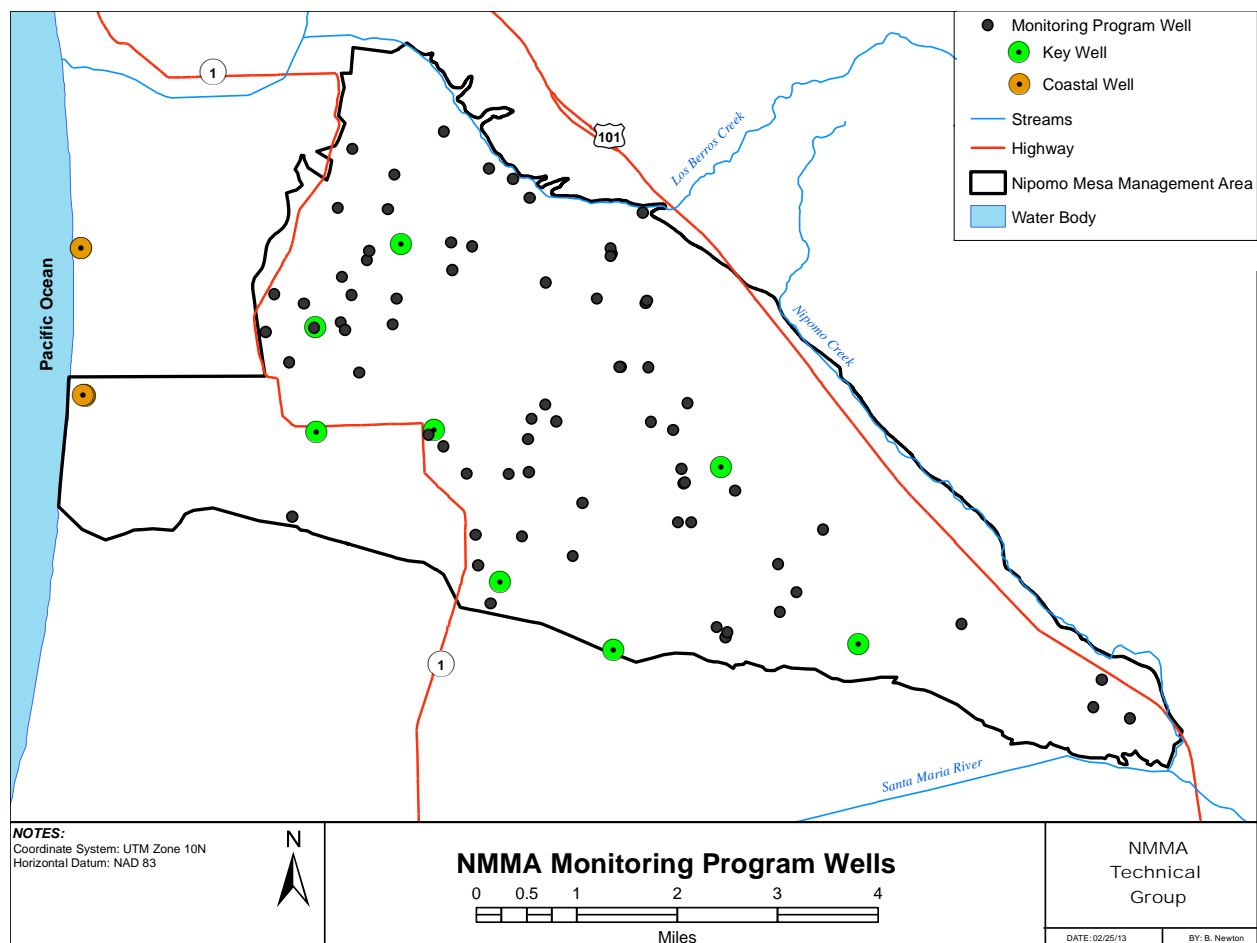 Monitoring Program Well
Key Well
Coastal Well
Streams
Highway
Nipomo Mesa Management Area
Water Body
1
101
Los Berros Creek
Pacific Ocean
Nipomo Creek
1
Santa Maria River
NOTES:
Coordinate System: UTM Zone 10N
Horizontal Datum: NAD 83
N
NMMA Monitoring Program Wells
0 0.5 1 2 3 4
Miles
NMMA
Technical
Group
DATE: 02/25/13 BY: B. Newton